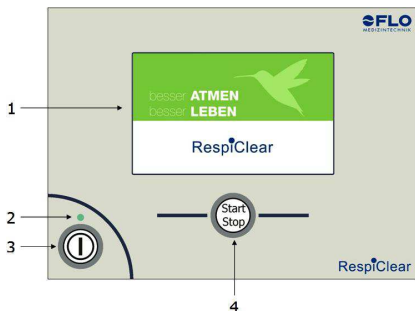 FLO
MEDIZINTECHNIK
1
besser ATMEN
besser LEBEN
RespiClear
2
Start
Stop
3
RespiClear
4